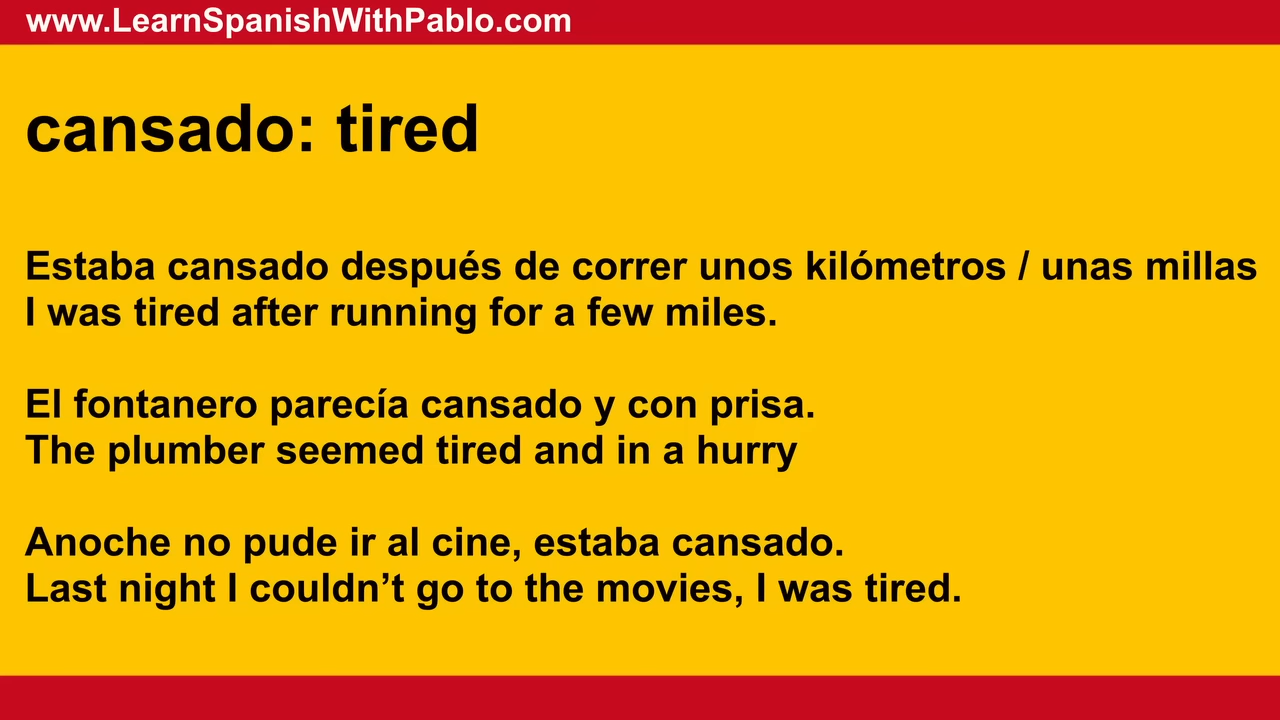 www.LearnSpanishWithPablo.com
cansado: tired
Estaba cansado después de correr unos kilómetros / unas millas
I was tired after running for a few miles.
El fontanero parecía cansado y con prisa.
The plumber seemed tired and in a hurry
Anoche no pude ir al cine, estaba cansado.
Last night I couldn’t go to the movies, I was tired.